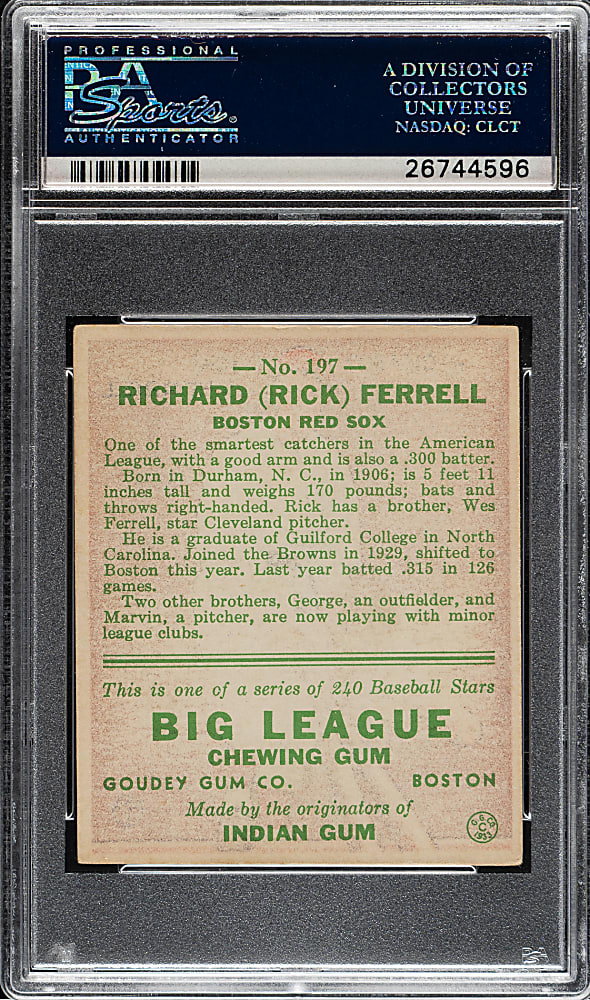 PROFESSIONAL
PSA
Sports®
AUTHENTICATOR
A DIVISION OF
COLLECTORS
UNIVERSE
NASDAQ: CLCT
26744596
— No. 197 —
RICHARD (RICK) FERRELL
BOSTON RED SOX
One of the smartest catchers in the American
League, with a good arm and is also a .300 batter.
Born in Durham, N. C., in 1906; is 5 feet 11
inches tall and weighs 170 pounds; bats and
throws right-handed. Rick has a brother, Wes
Ferrell, star Cleveland pitcher.
He is a graduate of Guilford College in North
Carolina. Joined the Browns in 1929, shifted to
Boston this year. Last year batted .315 in 126
games.
Two other brothers, George, an outfielder, and
Marvin, a pitcher, are now playing with minor
league clubs.
This is one of a series of 240 Baseball Stars
BIG LEAGUE
CHEWING GUM
GOUDEY GUM CO. BOSTON
Made by the originators of
INDIAN GUM
G. G. Co.
C
1933